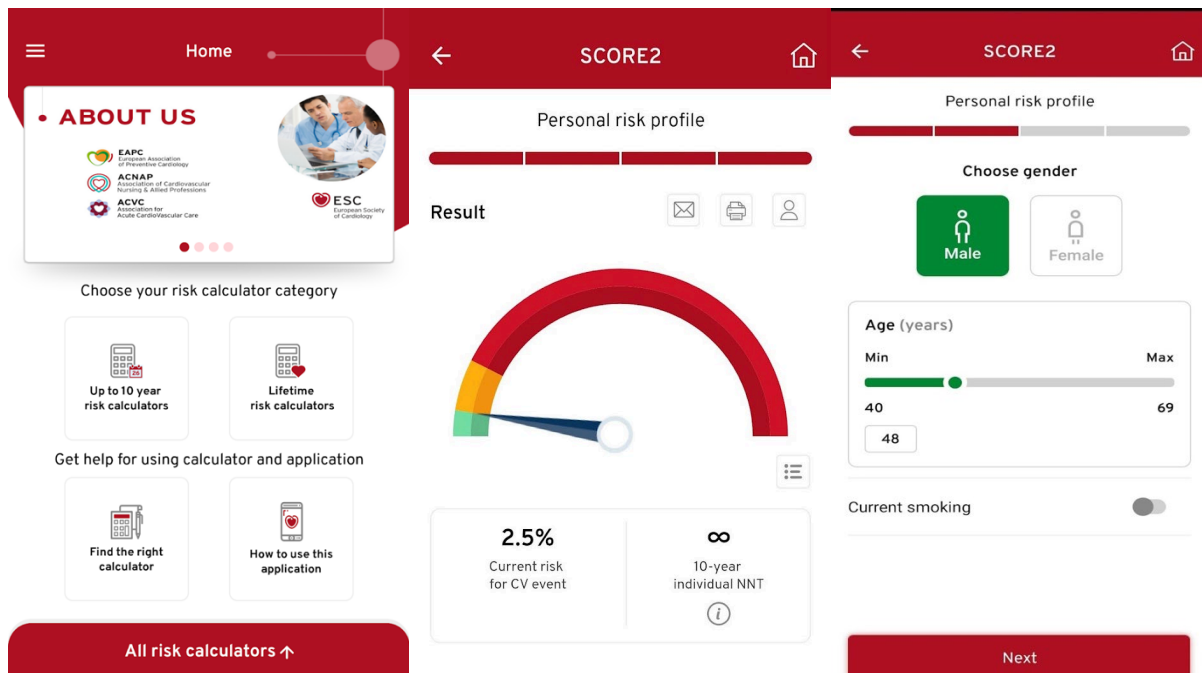 Home
ABOUT US
EAPC
European Association
of Preventive Cardiology
ACNAP
Association of Cardiovascular
Nursing & Allied Professions
ACVC
Association for
Acute CardioVascular Care
ESC
European Society
of Cardiology
Choose your risk calculator category
26
Up to 10 year
risk calculators
Lifetime
risk calculators
Get help for using calculator and application
Find the right
calculator
How to use this
application
All risk calculators ↑
← SCORE2
Personal risk profile
Result
2.5%
Current risk
for CV event
∞
10-year
individual NNT
i
← SCORE2
Personal risk profile
Choose gender
Male
Female
Age (years)
Min Max
40 69
48
Current smoking
Next